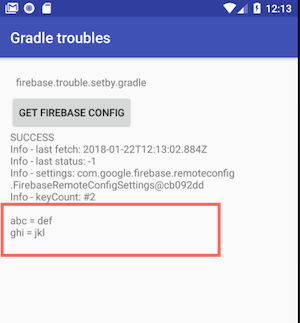 12:13
Gradle troubles
firebase.trouble.setby.gradle
GET FIREBASE CONFIG
SUCCESS
Info - last fetch: 2018-01-22T12:13:02.884Z
Info - last status: -1
Info - settings: com.google.firebase.remoteconfig
.FirebaseRemoteConfigSettings@cb092dd
Info - keyCount: #2
abc = def
ghi = jkl